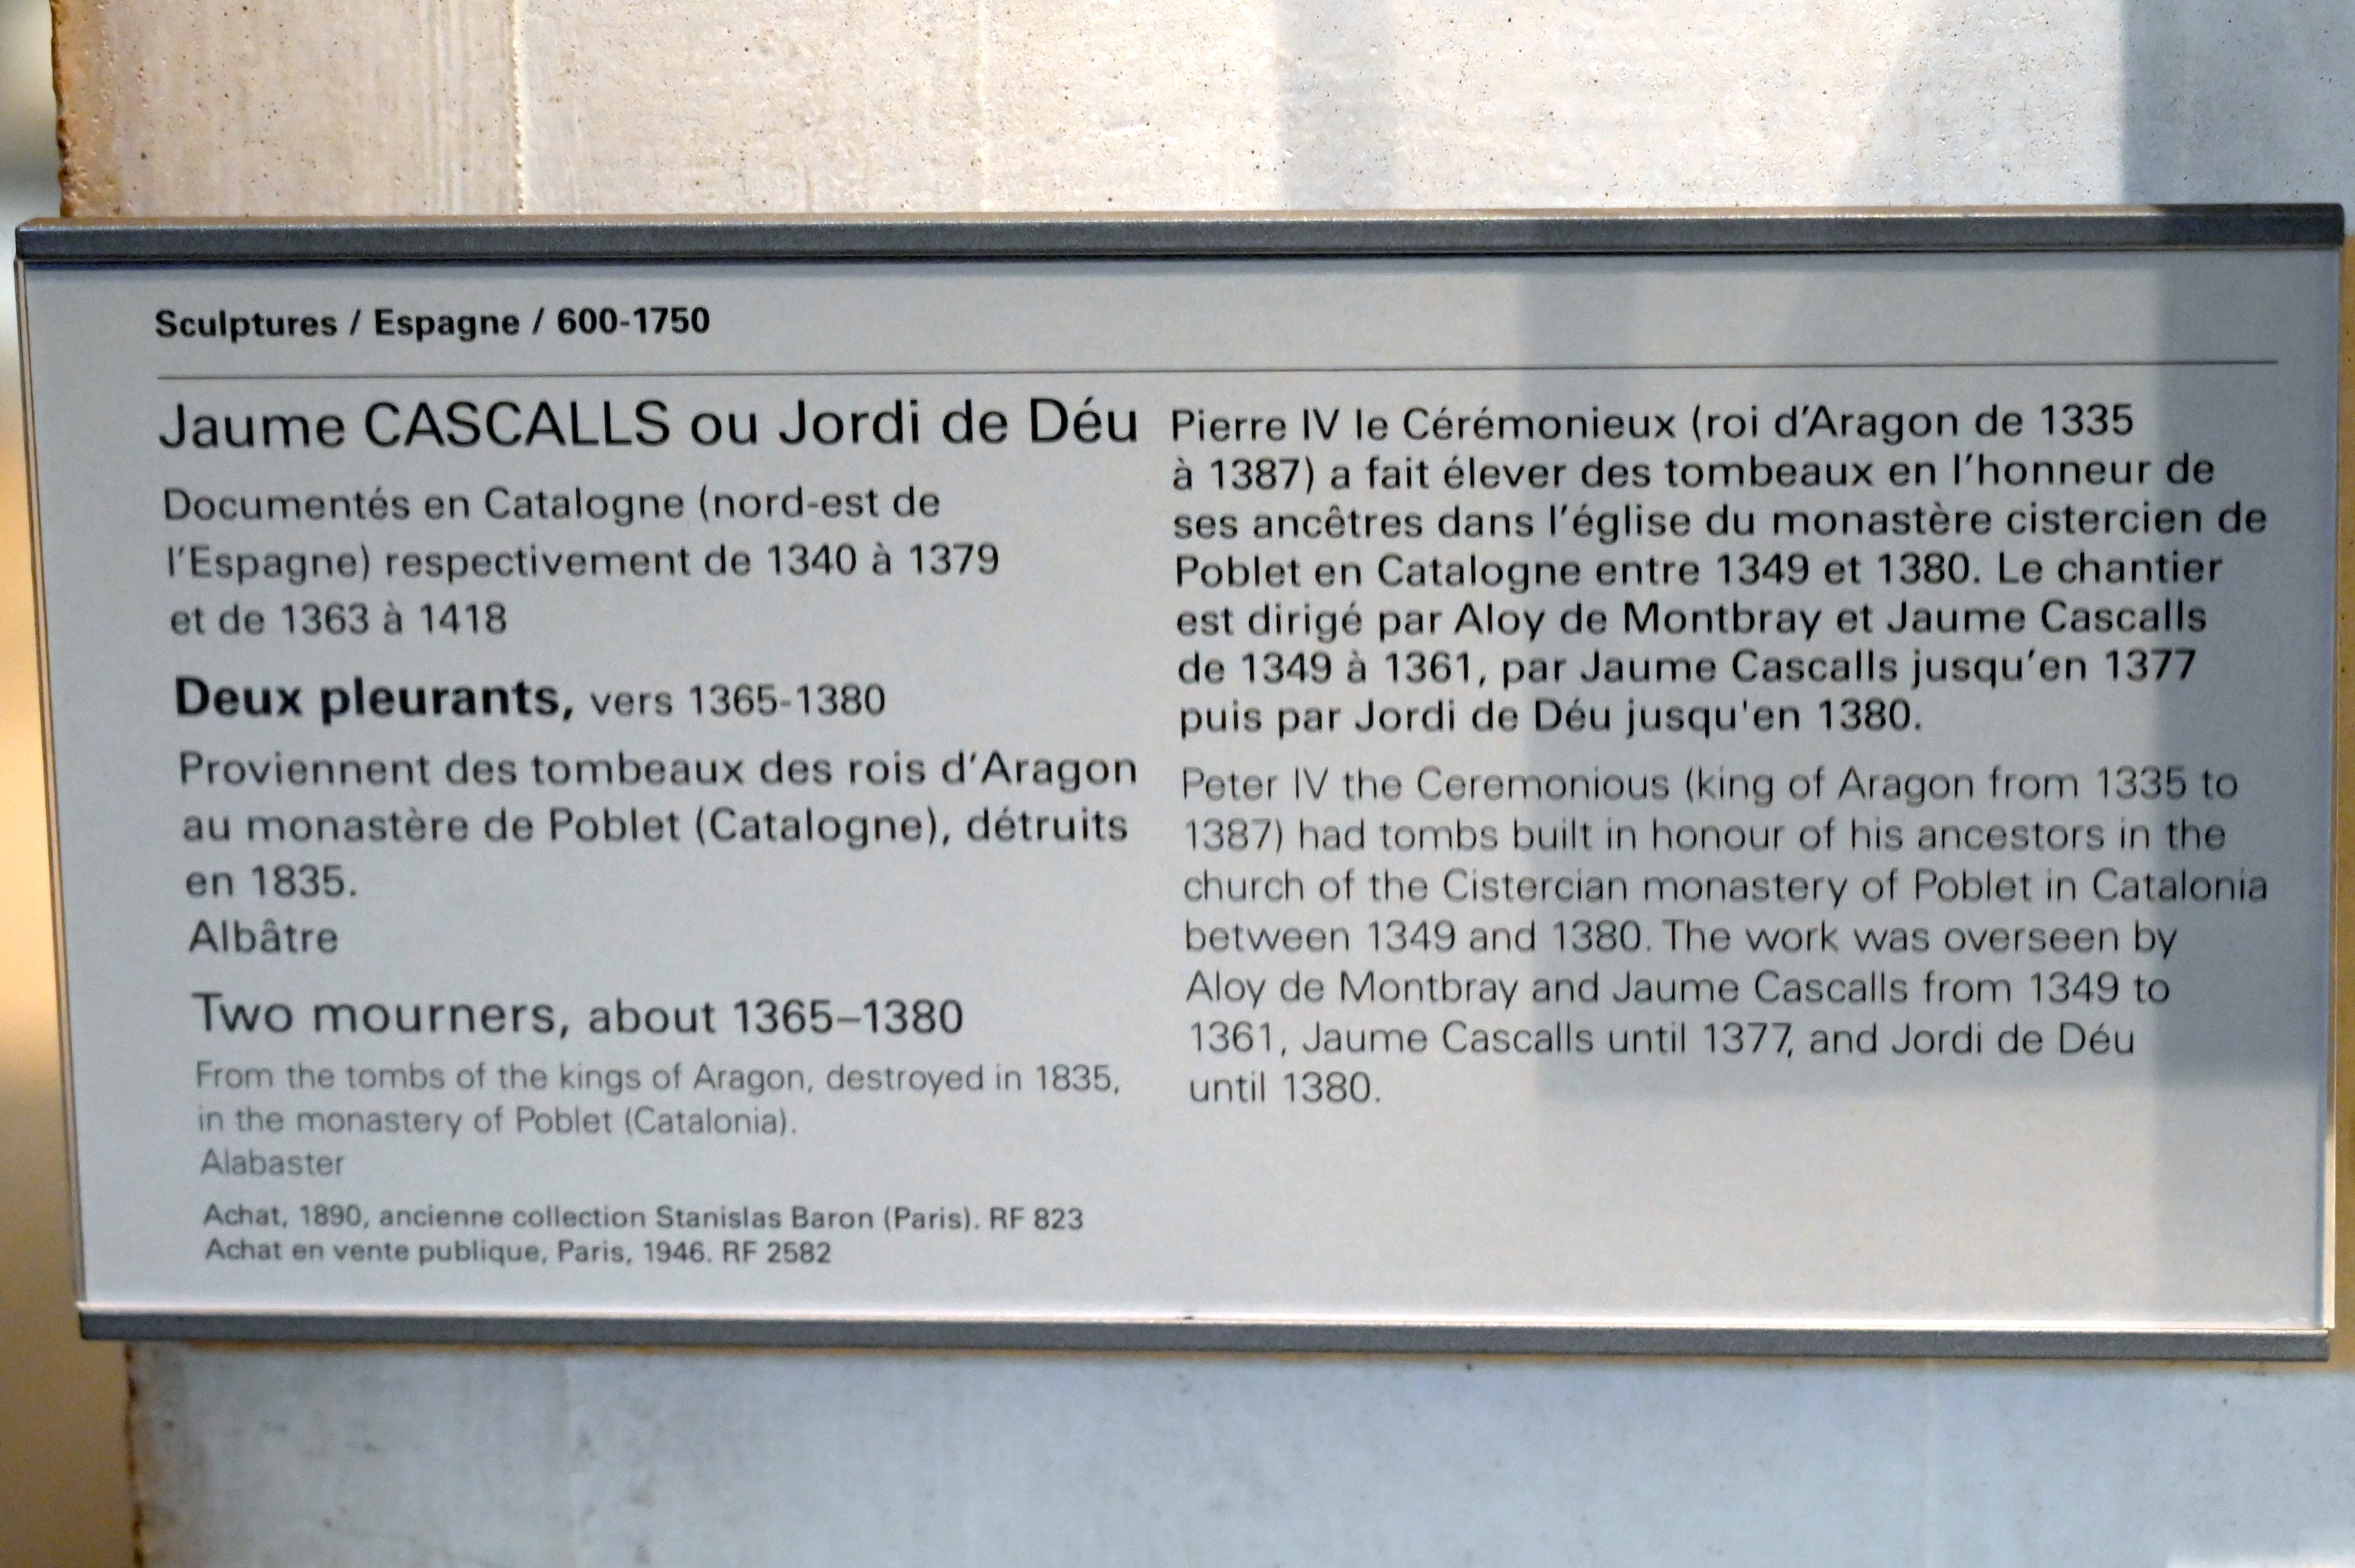 Sculptures / Espagne / 600-1750
Jaume CASCALLS ou Jordi de Déu
Documentés en Catalogne (nord-est de
l'Espagne) respectivement de 1340 à 1379
et de 1363 à 1418
Deux pleurants, vers 1365-1380
Proviennent des tombeaux des rois d'Aragon
au monastère de Poblet (Catalogne), détruits
en 1835.
Albâtre
Two mourners, about 1365–1380
From the tombs of the kings of Aragon, destroyed in 1835,
in the monastery of Poblet (Catalonia).
Alabaster
Achat, 1890, ancienne collection Stanislas Baron (Paris). RF 823
Achat en vente publique, Paris, 1946. RF 2582
Pierre IV le Cérémonieux (roi d'Aragon de 1335
à 1387) a fait élever des tombeaux en l'honneur de
ses ancêtres dans l'église du monastère cistercien de
Poblet en Catalogne entre 1349 et 1380. Le chantier
est dirigé par Aloy de Montbray et Jaume Cascalls
de 1349 à 1361, par Jaume Cascalls jusqu'en 1377
puis par Jordi de Déu jusqu'en 1380.
Peter IV the Ceremonious (king of Aragon from 1335 to
1387) had tombs built in honour of his ancestors in the
church of the Cistercian monastery of Poblet in Catalonia
between 1349 and 1380. The work was overseen by
Aloy de Montbray and Jaume Cascalls from 1349 to
1361, Jaume Cascalls until 1377, and Jordi de Déu
until 1380.